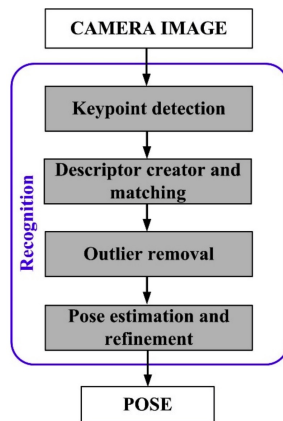 CAMERA IMAGE
Recognition
Keypoint detection
Descriptor creator and
matching
Outlier removal
Pose estimation and
refinement
POSE